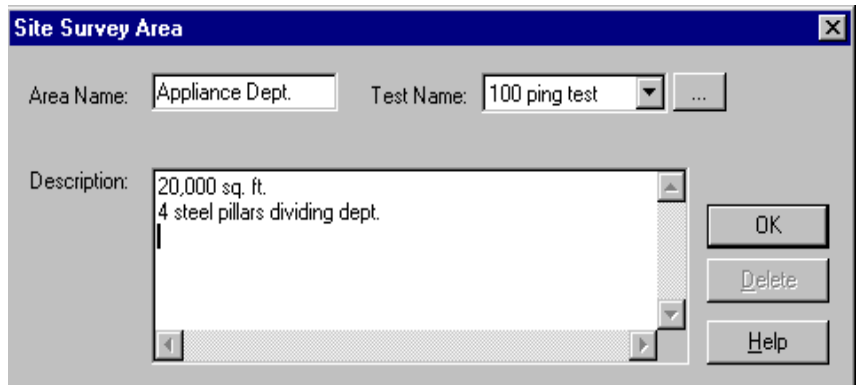 Site Survey Area
Area Name: Appliance Dept. Test Name: 100 ping test ...
Description: 20,000 sq. ft.
4 steel pillars dividing dept.
OK
Delete
Help